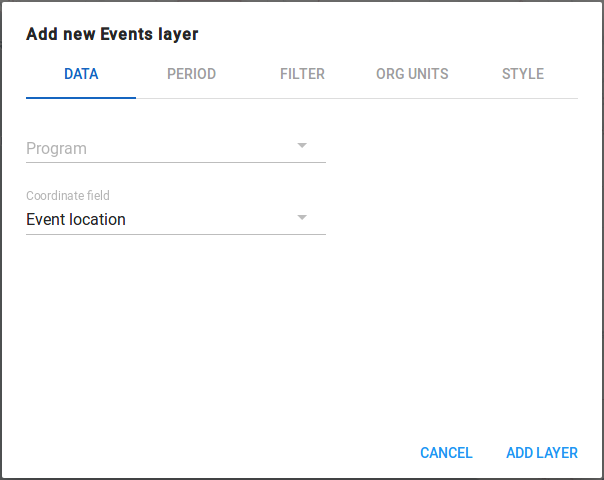 Add new Events layer
DATA PERIOD FILTER ORG UNITS STYLE
Program
Coordinate field
Event location
CANCEL ADD LAYER